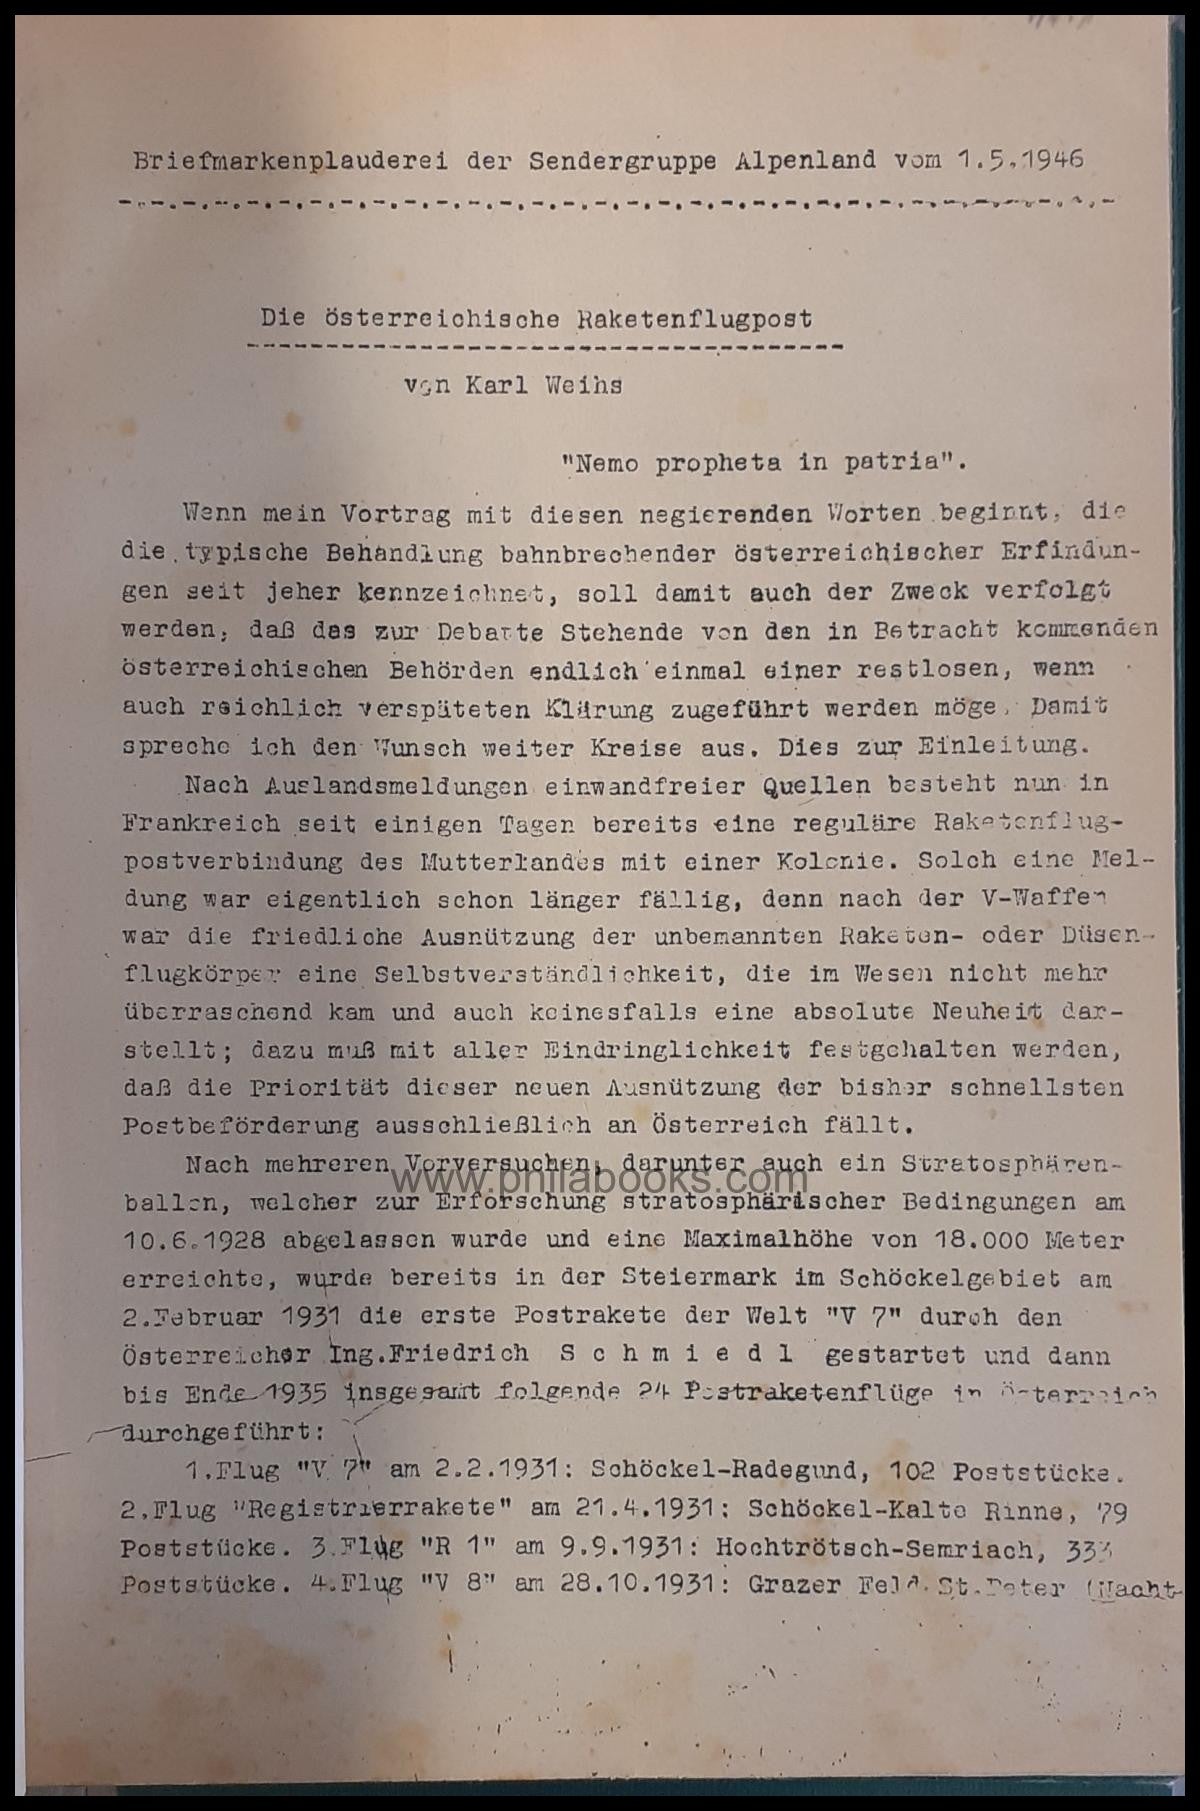 Briefmarkenplauderei der Sendergruppe Alpenland vom 1.5.1946
Die österreichische Raketenflugpost
von Karl Weihs
"Nemo propheta in patria".
Wenn mein Vortrag mit diesen negierenden Worten beginnt, die
die typische Behandlung bahnbrechender österreichischer Erfindun-
gen seit jeher kennzeichnet, soll damit auch der Zweck verfolgt
werden, daß das zur Debatte Stehende von den in Betracht kommenden
österreichischen Behörden endlich einmal einer restlosen, wenn
auch reichlich verspäteten Klärung zugeführt werden möge. Damit
spreche ich den Wunsch weiter Kreise aus. Dies zur Einleitung.
Nach Auslandsmeldungen einwandfreier Quellen besteht nun in
Frankreich seit einigen Tagen bereits eine reguläre Raketenflug-
postverbindung des Mutterlandes mit einer Kolonie. Solch eine Mel-
dung war eigentlich schon länger fällig, denn nach der V-Waffen
war die friedliche Ausnützung der unbemannten Raketen- oder Düsen-
flugkörper eine Selbstverständlichkeit, die im Wesen nicht mehr
überraschend kam und auch keinesfalls eine absolute Neuheit dar-
stellt; dazu muß mit aller Eindringlichkeit festgehalten werden,
daß die Priorität dieser neuen Ausnützung der bisher schnellsten
Postbeförderung ausschließlich an Österreich fällt.
Nach mehreren Vorversuchen, darunter auch ein Stratosphären-
www.philabooks.com
ballon, welcher zur Erforschung stratosphärischer Bedingungen am
10.6.1928 abgelassen wurde und eine Maximalhöhe von 18.000 Meter
erreichte, wurde bereits in der Steiermark im Schöckelgebiet am
2.Februar 1931 die erste Postrakete der Welt "V 7" durch den
Österreicher Ing.Friedrich S c h m i e d l gestartet und dann
bis Ende 1935 insgesamt folgende 24 Postraketenflüge in Österreich
durchgeführt:
1.Flug "V 7" am 2.2.1931: Schöckel-Radegund, 102 Poststücke.
2.Flug "Registrierrakete" am 21.4.1931: Schöckel-Kalte Rinne, 79
Poststücke. 3.Flug "R 1" am 9.9.1931: Hochtrötsch-Semriach, 333
Poststücke. 4.Flug "V 8" am 28.10.1931: Grazer Feld.St.Peter (Nacht-